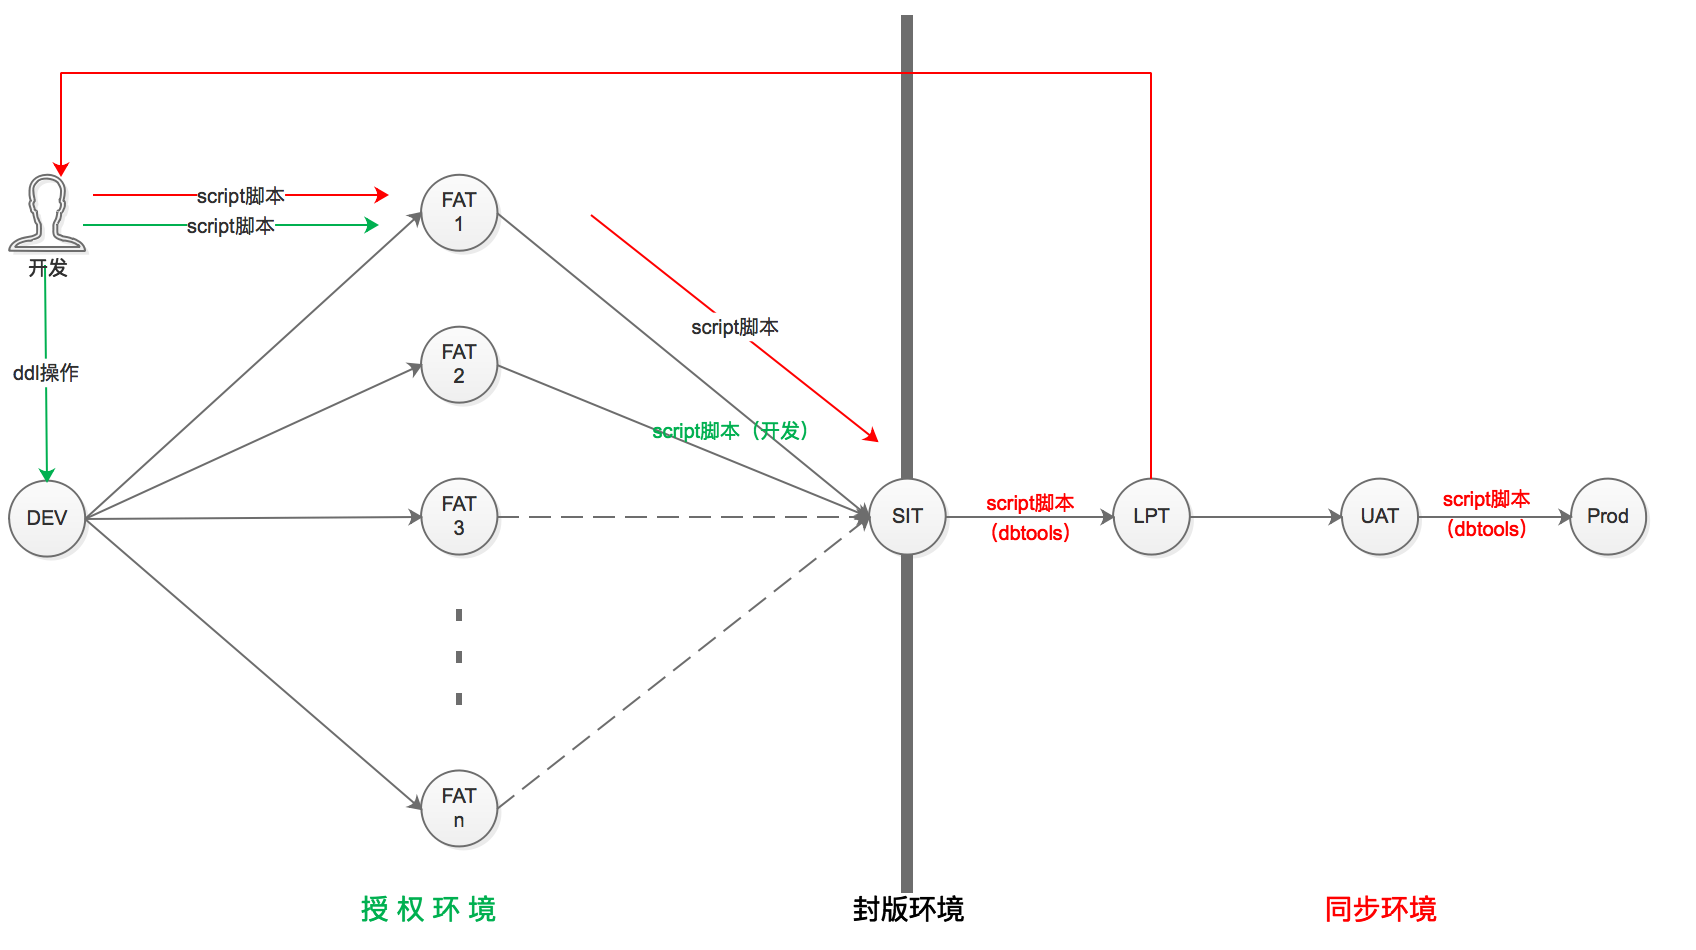 script脚本
script脚本
开发
ddl操作
DEV
FAT
1
FAT
2
FAT
3
FAT
n
script脚本
script脚本（开发）
SIT
script脚本
（dbtools）
LPT
UAT
script脚本
（dbtools）
Prod
授 权 环 境
封版环境
同步环境